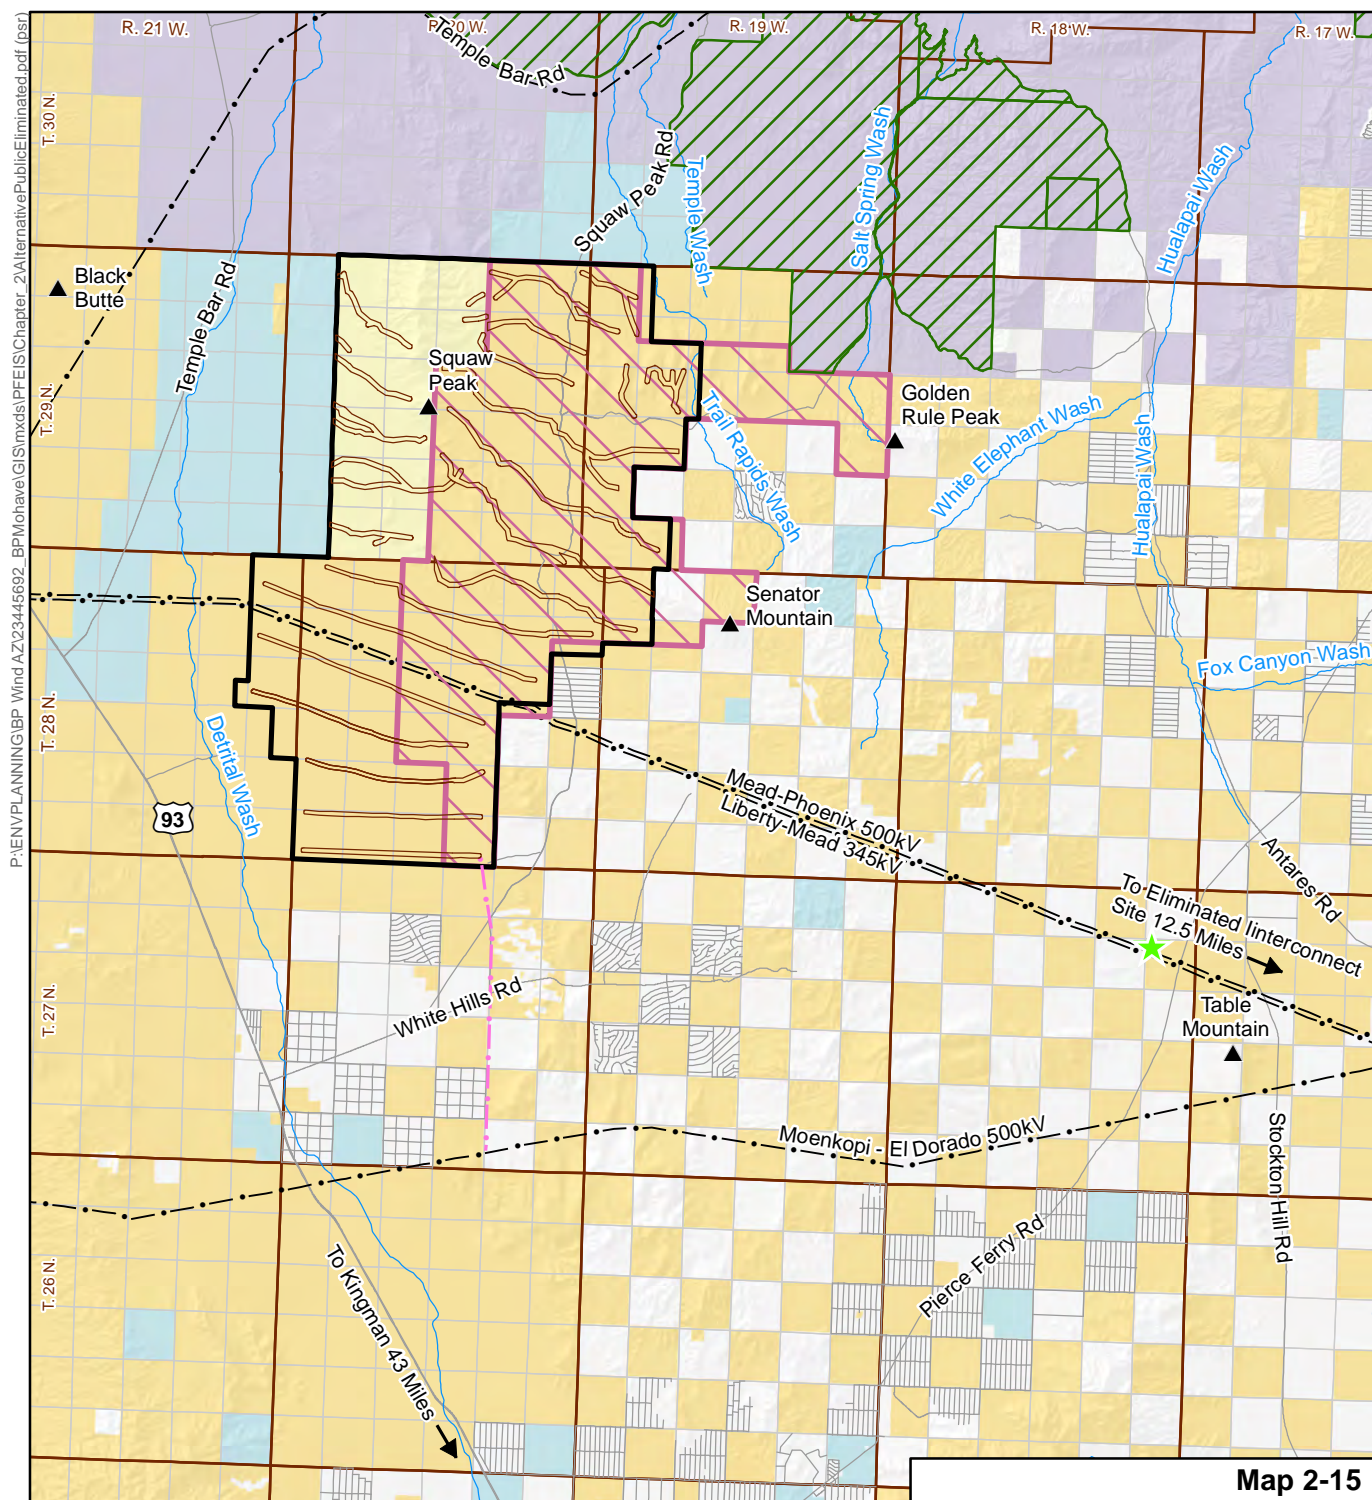 P:\ENVPLANNING\BP Wind AZ\23445692_BPMohave\GIS\mxds\PFEIS\Chapter_2\AlternativePublicEliminated.pdf (psr)
R. 21 W.
R. 20 W.
R. 19 W.
R. 18 W.
R. 17 W.
T. 30 N.
T. 29 N.
T. 28 N.
T. 27 N.
T. 26 N.
Temple Bar Rd
Squaw Peak Rd
Temple Wash
Salt Spring Wash
Hualapai Wash
Black
Butte
Temple Bar Rd
Squaw
Peak
Golden
Rule Peak
Trail Rapids Wash
White Elephant Wash
Hualapai Wash
Senator
Mountain
Fox Canyon Wash
Detrital Wash
93
Mead-Phoenix 500kV
Liberty-Mead 345kV
Antares Rd
To Eliminated Iinterconnect
Site 12.5 Miles
White Hills Rd
Table
Mountain
Moenkopi - El Dorado 500kV
Stockton Hill Rd
Pierce Ferry Rd
To Kingman 43 Miles
Map 2-15